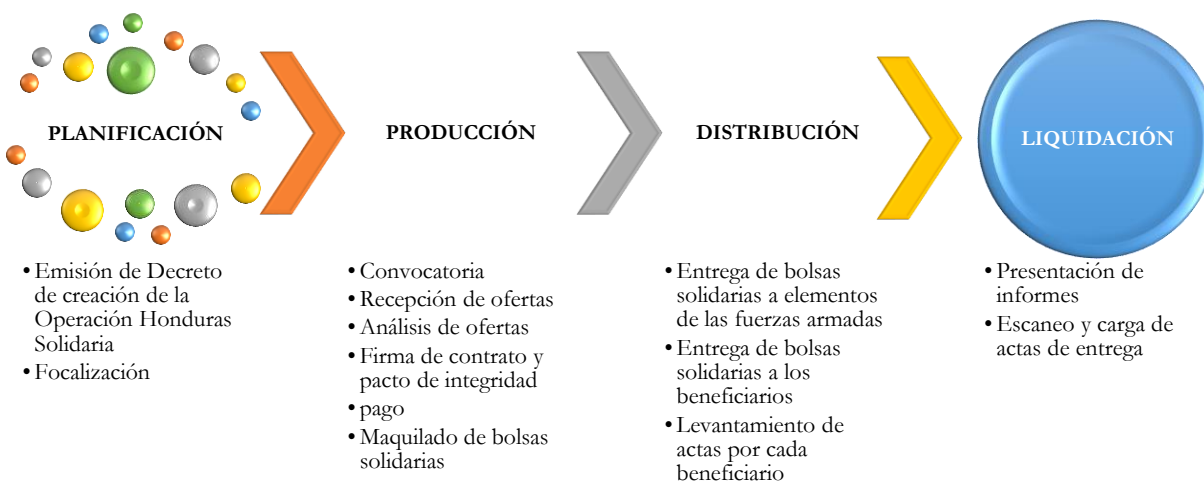 PLANIFICACIÓN
• Emisión de Decreto
de creación de la
Operación Honduras
Solidaria
• Focalización
PRODUCCIÓN
• Convocatoria
• Recepción de ofertas
• Análisis de ofertas
• Firma de contrato y
pacto de integridad
• pago
• Maquilado de bolsas
solidarias
DISTRIBUCIÓN
• Entrega de bolsas
solidarias a elementos
de las fuerzas armadas
• Entrega de bolsas
solidarias a los
beneficiarios
• Levantamiento de
actas por cada
beneficiario
LIQUIDACIÓN
• Presentación de
informes
• Escaneo y carga de
actas de entrega